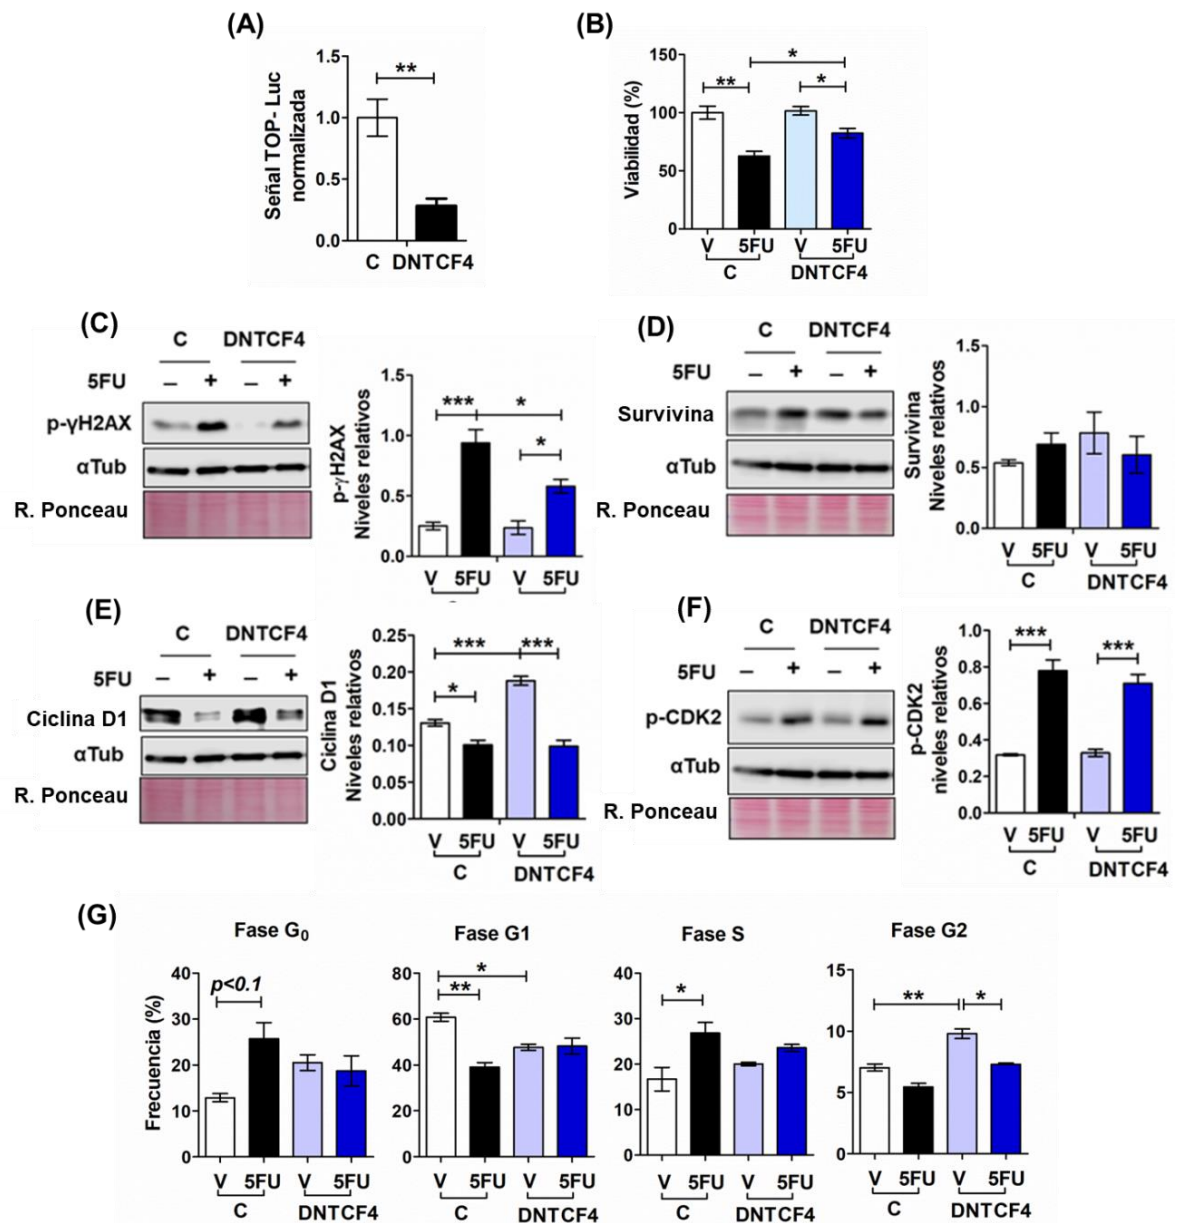 (A)
Señal TOP- Luc
normalizada
1.5
1.0
0.5
0.0
**
C DNTCF4
(B)
Viabilidad (%)
150
100
50
0
**
*
*
V 5FU V 5FU
C DNTCF4
(C)
C DNTCF4
5FU – + – +
p-γH2AX
αTub
R. Ponceau
p-γH2AX
Niveles relativos
1.5
1.0
0.5
0.0
***
*
*
V 5FU V 5FU
(D)
C DNTCF4
5FU – + – +
Survivina
αTub
R. Ponceau
Survivina
Niveles relativos
1.5
1.0
0.5
0.0
V 5FU V 5FU
C DNTCF4
(E)
C DNTCF4
5FU – + – +
Ciclina D1
αTub
R. Ponceau
Ciclina D1
Niveles relativos
0.25
0.20
0.15
0.10
0.05
0.00
*** ***
*
V 5FU V 5FU
C DNTCF4
(F)
C DNTCF4
5FU – + – +
p-CDK2
αTub
R. Ponceau
p-CDK2
niveles relativos
1.0
0.8
0.6
0.4
0.2
0.0
*** ***
V 5FU V 5FU
C DNTCF4
(G)
Fase G0
Frecuencia (%)
40
30
20
10
0
p<0.1
V 5FU V 5FU
C DNTCF4
Fase G1
80
60
40
20
0
*
**
V 5FU V 5FU
C DNTCF4
Fase S
40
30
20
10
0
*
V 5FU V 5FU
C DNTCF4
Fase G2
15
10
5
0
** *
V 5FU V 5FU
C DNTCF4